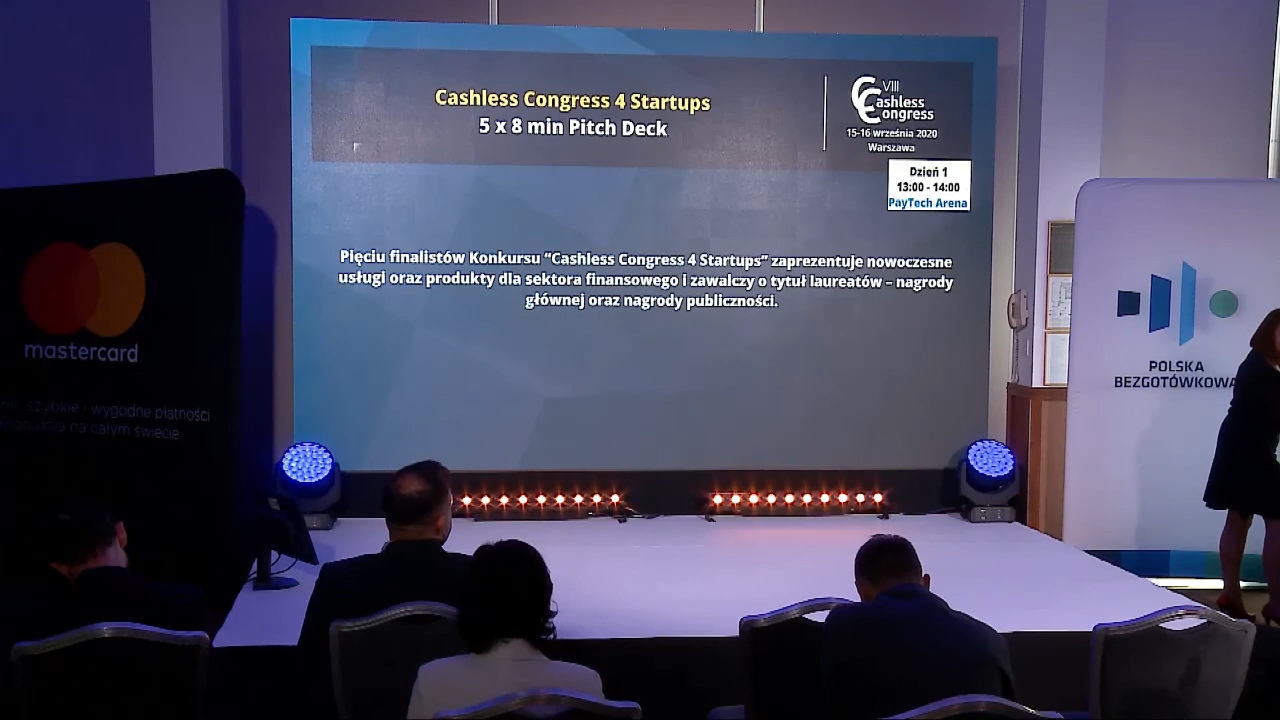 Cashless Congress 4 Startups
5 x 8 min Pitch Deck
VIII
Cashless
Congress
15-16 września 2020
Warszawa
Dzień 1
13:00 - 14:00
PayTech Arena
Pięciu finalistów Konkursu "Cashless Congress 4 Startups" zaprezentuje nowoczesne
usługi oraz produkty dla sektora finansowego i zawalczy o tytuł laureatów – nagrody
głównej oraz nagrody publiczności.
mastercard
szybkie i wygodne płatności
na całym świecie
POLSKA
BEZGOTÓWKOWA